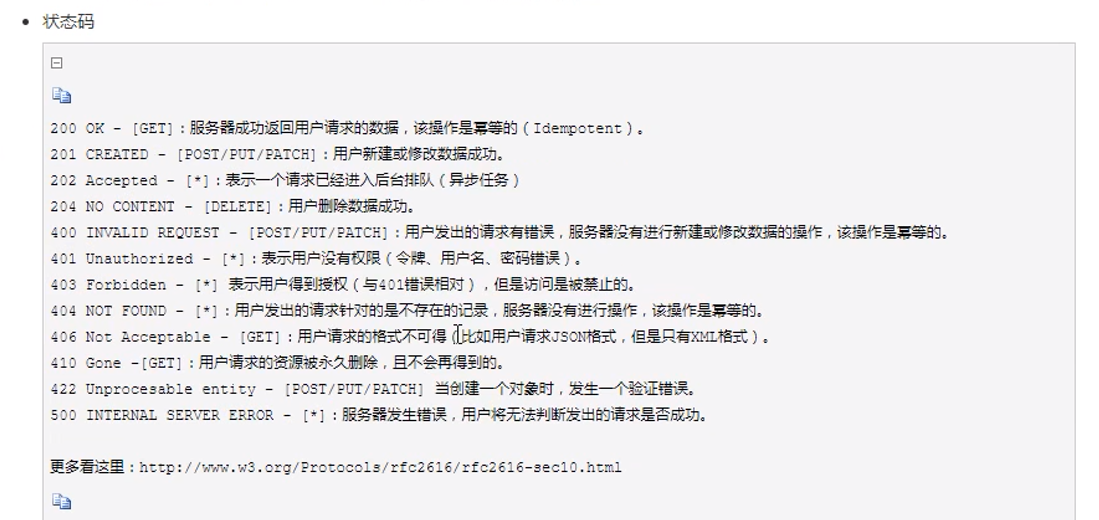 状态码
200 OK - [GET]：服务器成功返回用户请求的数据，该操作是幂等的（Idempotent）。
201 CREATED - [POST/PUT/PATCH]：用户新建或修改数据成功。
202 Accepted - [*]：表示一个请求已经进入后台排队（异步任务）
204 NO CONTENT - [DELETE]：用户删除数据成功。
400 INVALID REQUEST - [POST/PUT/PATCH]：用户发出的请求有错误，服务器没有进行新建或修改数据的操作，该操作是幂等的。
401 Unauthorized - [*]：表示用户没有权限（令牌、用户名、密码错误）。
403 Forbidden - [*] 表示用户得到授权（与401错误相对），但是访问是被禁止的。
404 NOT FOUND - [*]：用户发出的请求针对的是不存在的记录，服务器没有进行操作，该操作是幂等的。
406 Not Acceptable - [GET]：用户请求的格式不可得（比如用户请求JSON格式，但是只有XML格式）。
410 Gone -[GET]：用户请求的资源被永久删除，且不会再得到的。
422 Unprocesable entity - [POST/PUT/PATCH] 当创建一个对象时，发生一个验证错误。
500 INTERNAL SERVER ERROR - [*]：服务器发生错误，用户将无法判断发出的请求是否成功。
更多看这里：http://www.w3.org/Protocols/rfc2616/rfc2616-sec10.html